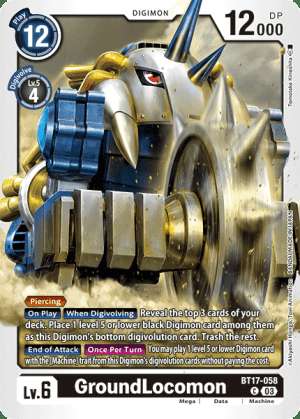 DIGIMON
Play
12
12000
DP
Digivolve
Lv.5
4
Piercing
On Play When Digivolving Reveal the top 3 cards of your
deck. Place 1 level 5 or lower black Digimon card among them
as this Digimon's bottom digivolution card. Trash the rest.
End of Attack Once Per Turn You may play 1 level 5 or lower Digimon card
with the [Machine] trait from this Digimon's digivolution cards without paying the cost.
BT17-058
Lv.6
GroundLocomon
R 03
Mega Data Machine